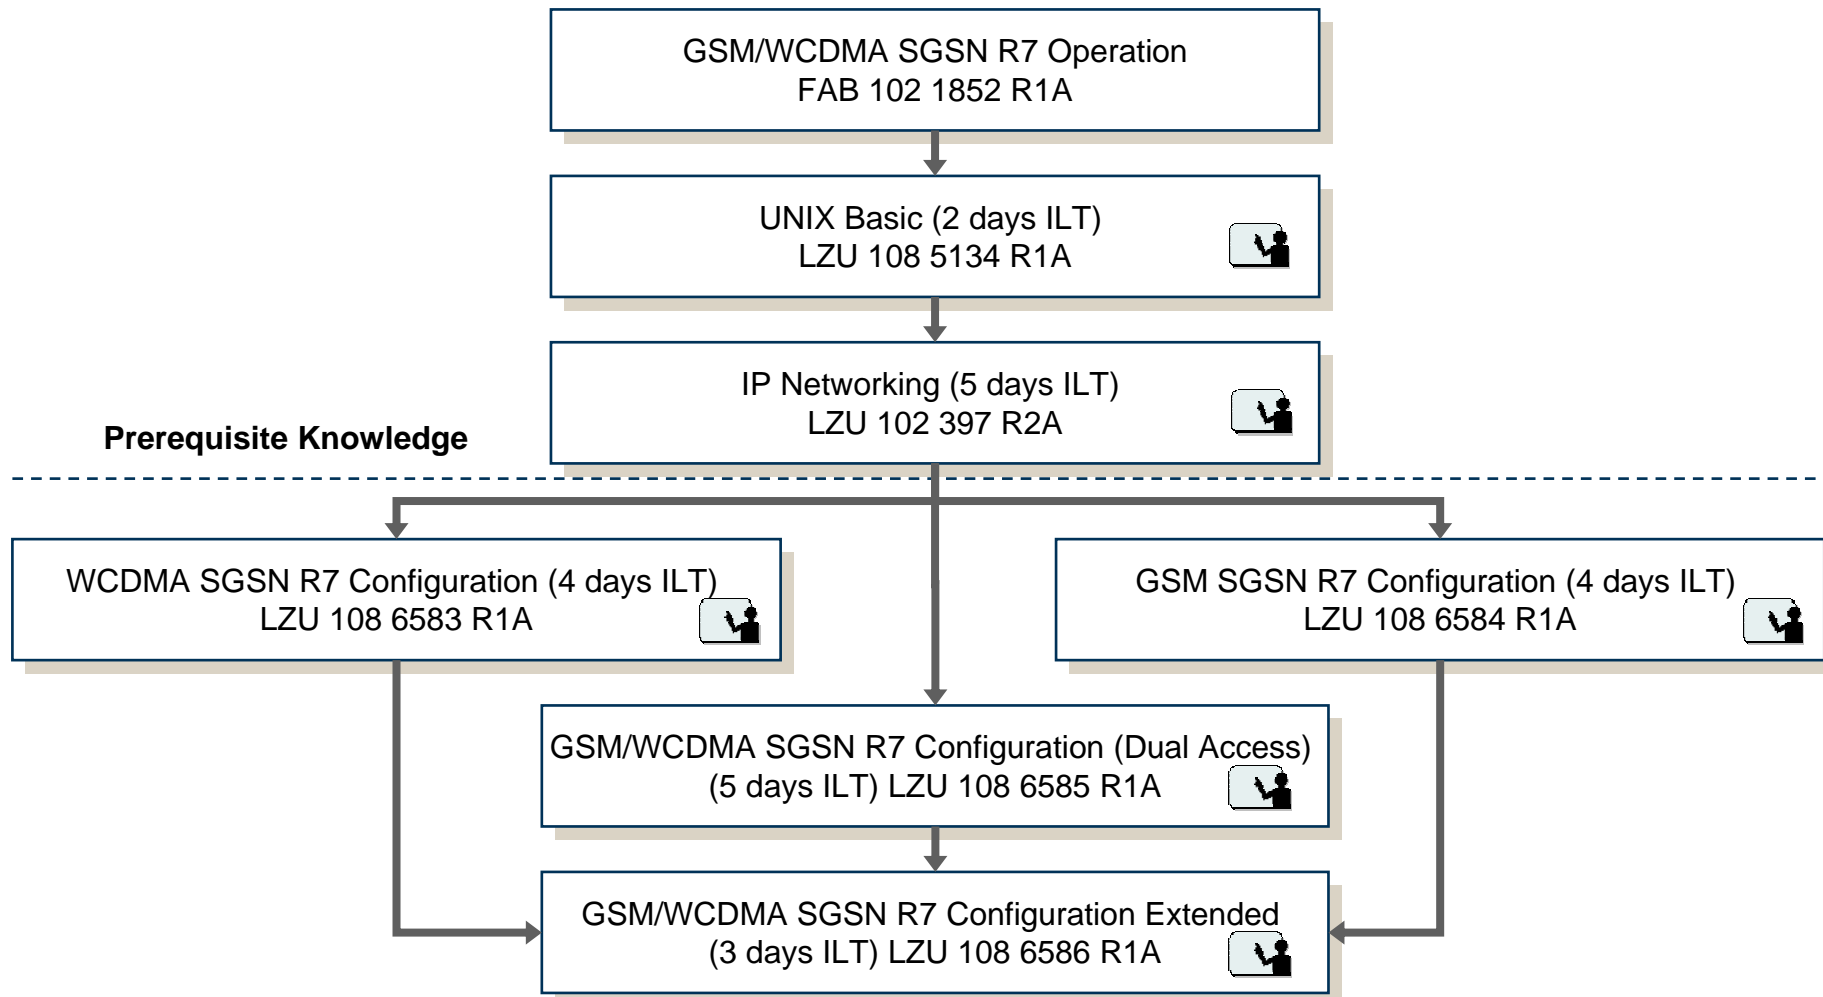 GSM/WCDMA SGSN R7 Operation
FAB 102 1852 R1A
UNIX Basic (2 days ILT)
LZU 108 5134 R1A
IP Networking (5 days ILT)
LZU 102 397 R2A
Prerequisite Knowledge
WCDMA SGSN R7 Configuration (4 days ILT)
LZU 108 6583 R1A
GSM SGSN R7 Configuration (4 days ILT)
LZU 108 6584 R1A
GSM/WCDMA SGSN R7 Configuration (Dual Access)
(5 days ILT) LZU 108 6585 R1A
GSM/WCDMA SGSN R7 Configuration Extended
(3 days ILT) LZU 108 6586 R1A